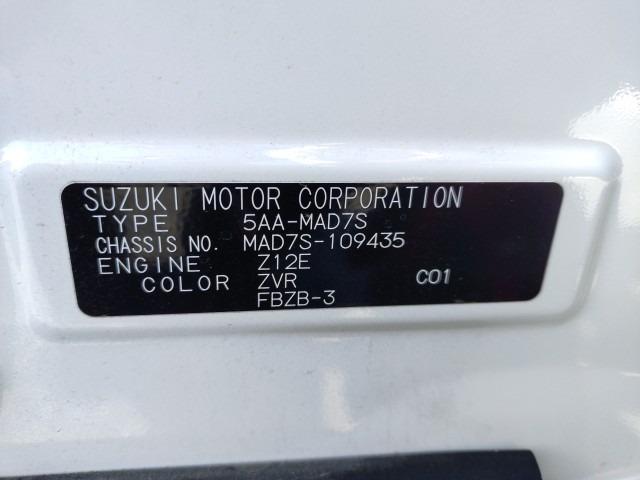 SUZUKI MOTOR CORPORATION
TYPE 5AA-MAD7S
CHASSIS NO. MAD7S-109435
ENGINE Z12E
COLOR ZVR C01
FBZB-3